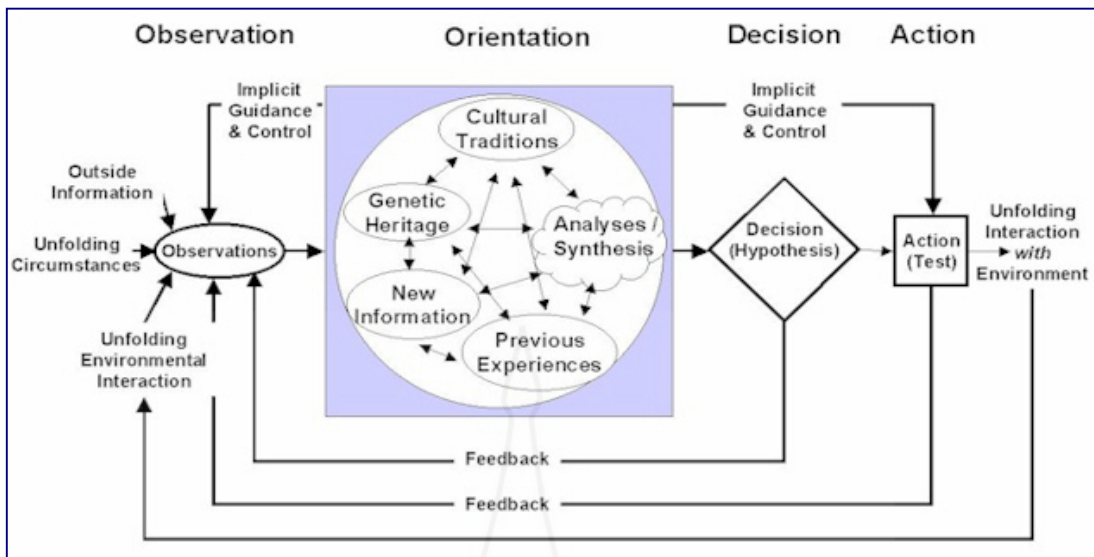 Observation
Orientation
Decision
Action
Implicit
Guidance
& Control
Implicit
Guidance
& Control
Cultural
Traditions
Outside
Information
Genetic
Heritage
Analyses /
Synthesis
Unfolding
Circumstances
Observations
Decision
(Hypothesis)
Action
(Test)
Unfolding
Interaction
with
Environment
New
Information
Previous
Experiences
Unfolding
Environmental
Interaction
Feedback
Feedback